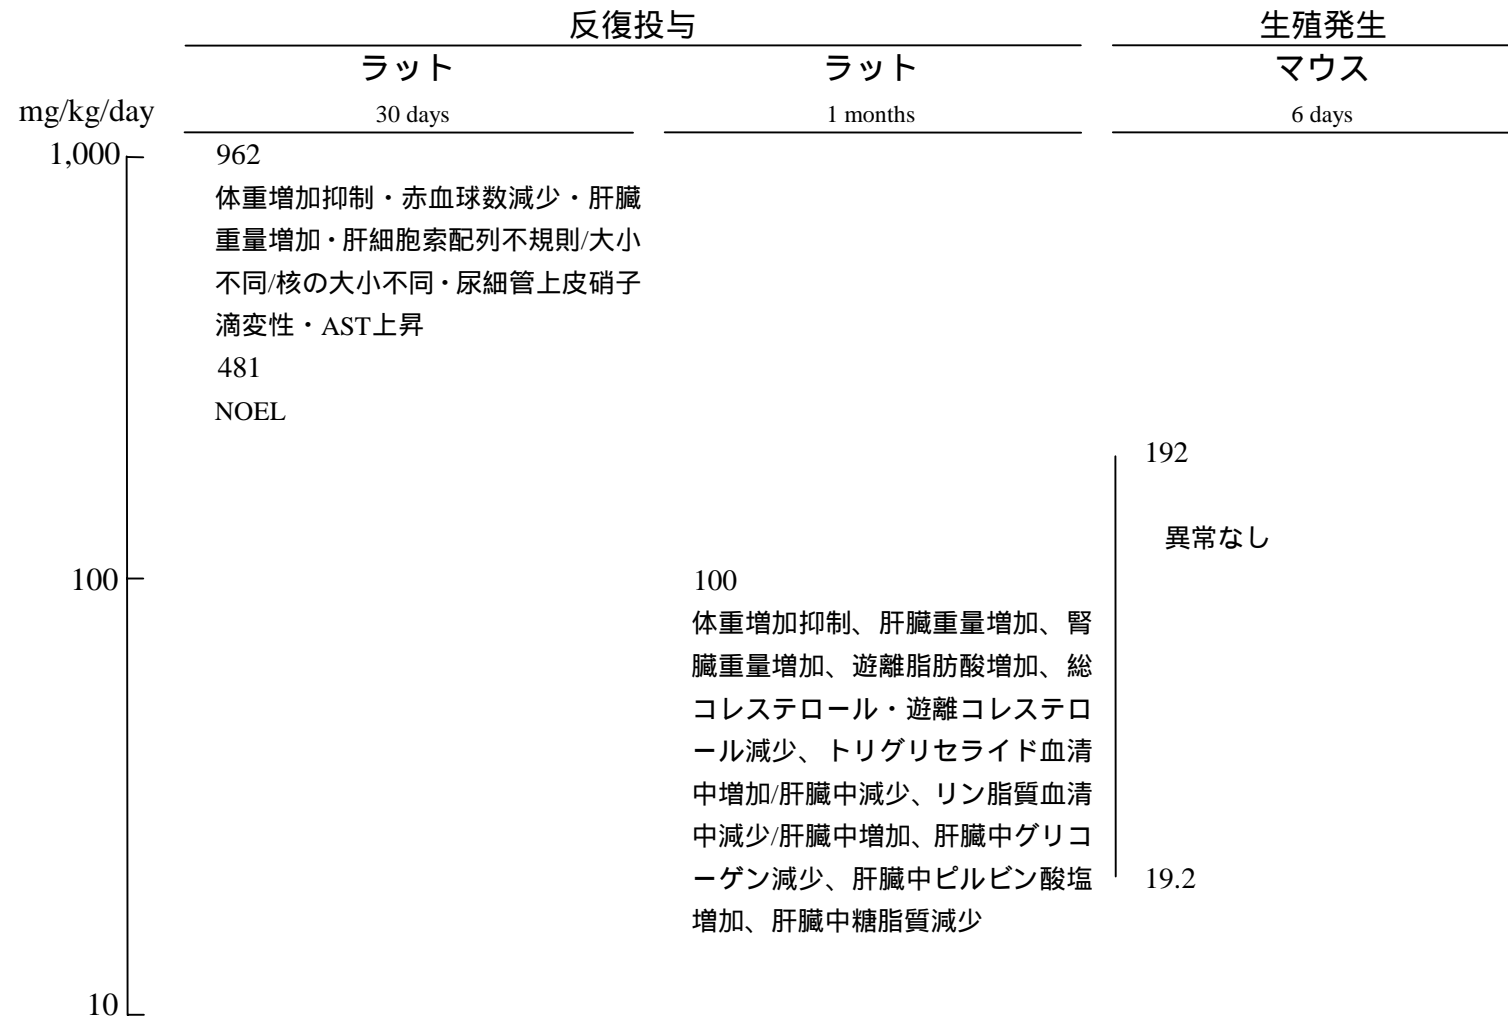 反復投与
生殖発生
ラット
ラット
マウス
mg/kg/day
30 days
1 months
6 days
1,000
962
体重増加抑制・赤血球数減少・肝臓
重量増加・肝細胞索配列不規則/大小
不同/核の大小不同・尿細管上皮硝子
滴変性・AST上昇
481
NOEL
192
異常なし
100
100
体重増加抑制、肝臓重量増加、腎
臓重量増加、遊離脂肪酸増加、総
コレステロール・遊離コレステロ
ール減少、トリグリセライド血清
中増加/肝臓中減少、リン脂質血清
中減少/肝臓中増加、肝臓中グリコ
ーゲン減少、肝臓中ピルビン酸塩
増加、肝臓中糖脂質減少
19.2
10